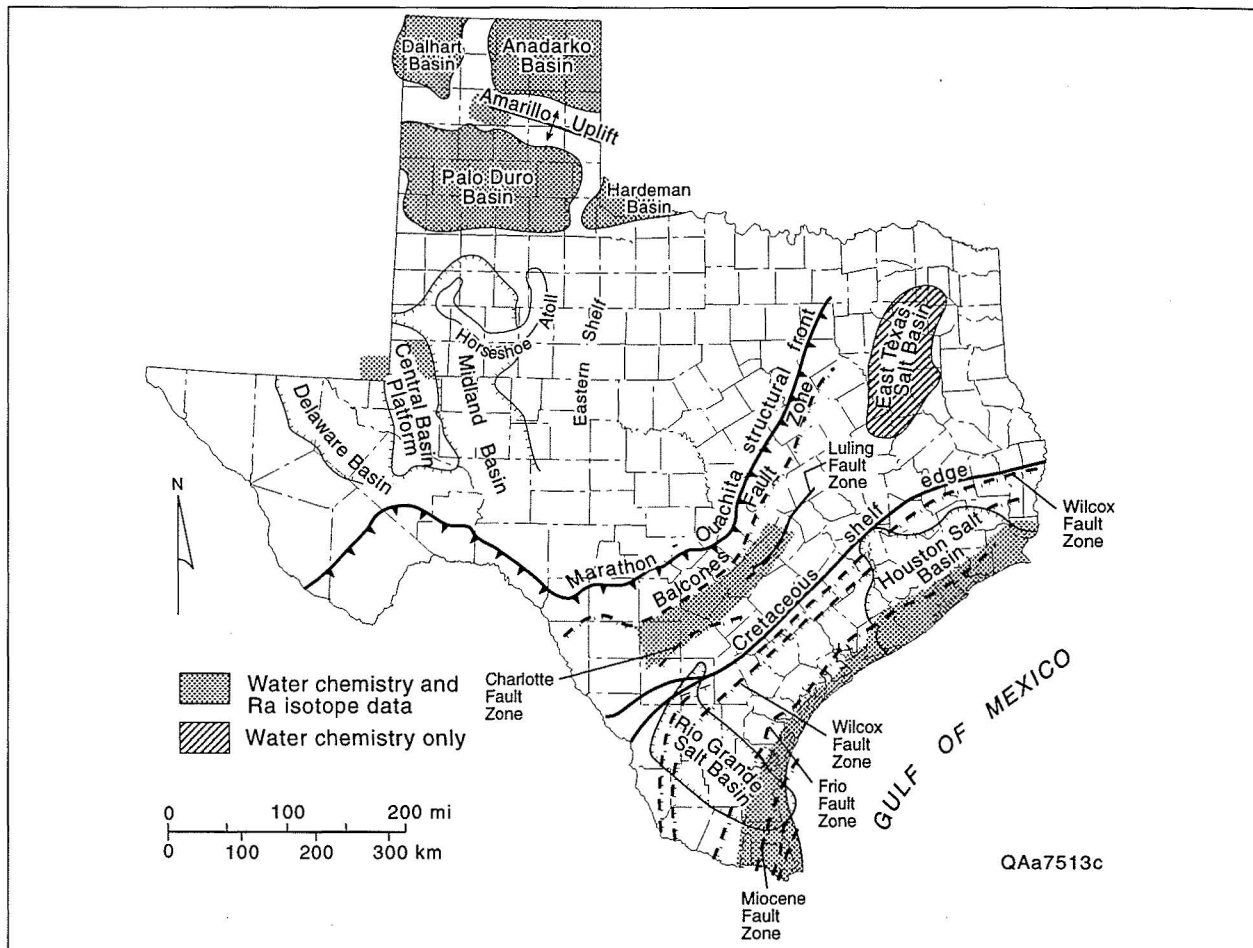 Dalhart
Basin
Anadarko
Basin
Amarillo Uplift
Palo Duro
Basin
Hardeman
Basin
Horseshoe Atoll
Eastern Shelf
Central Basin
Platform
Midland Basin
Delaware Basin
East Texas
Salt Basin
Marathon Ouachita structural front
Balcones Fault Zone
Luling
Fault
Zone
Cretaceous shelf edge
Wilcox
Fault
Zone
Houston Salt
Basin
N
Charlotte
Fault
Zone
Water chemistry and
Ra isotope data
Water chemistry only
Rio Grande
Salt Basin
Wilcox
Fault
Zone
Frio
Fault
Zone
GULF OF MEXICO
0 100 200 mi
0 100 200 300 km
Miocene
Fault
Zone
QAa7513c